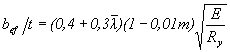 b_ef /t = (0,4 + 0,3λ̄)(1 − 0,01m)√(E/R_y)